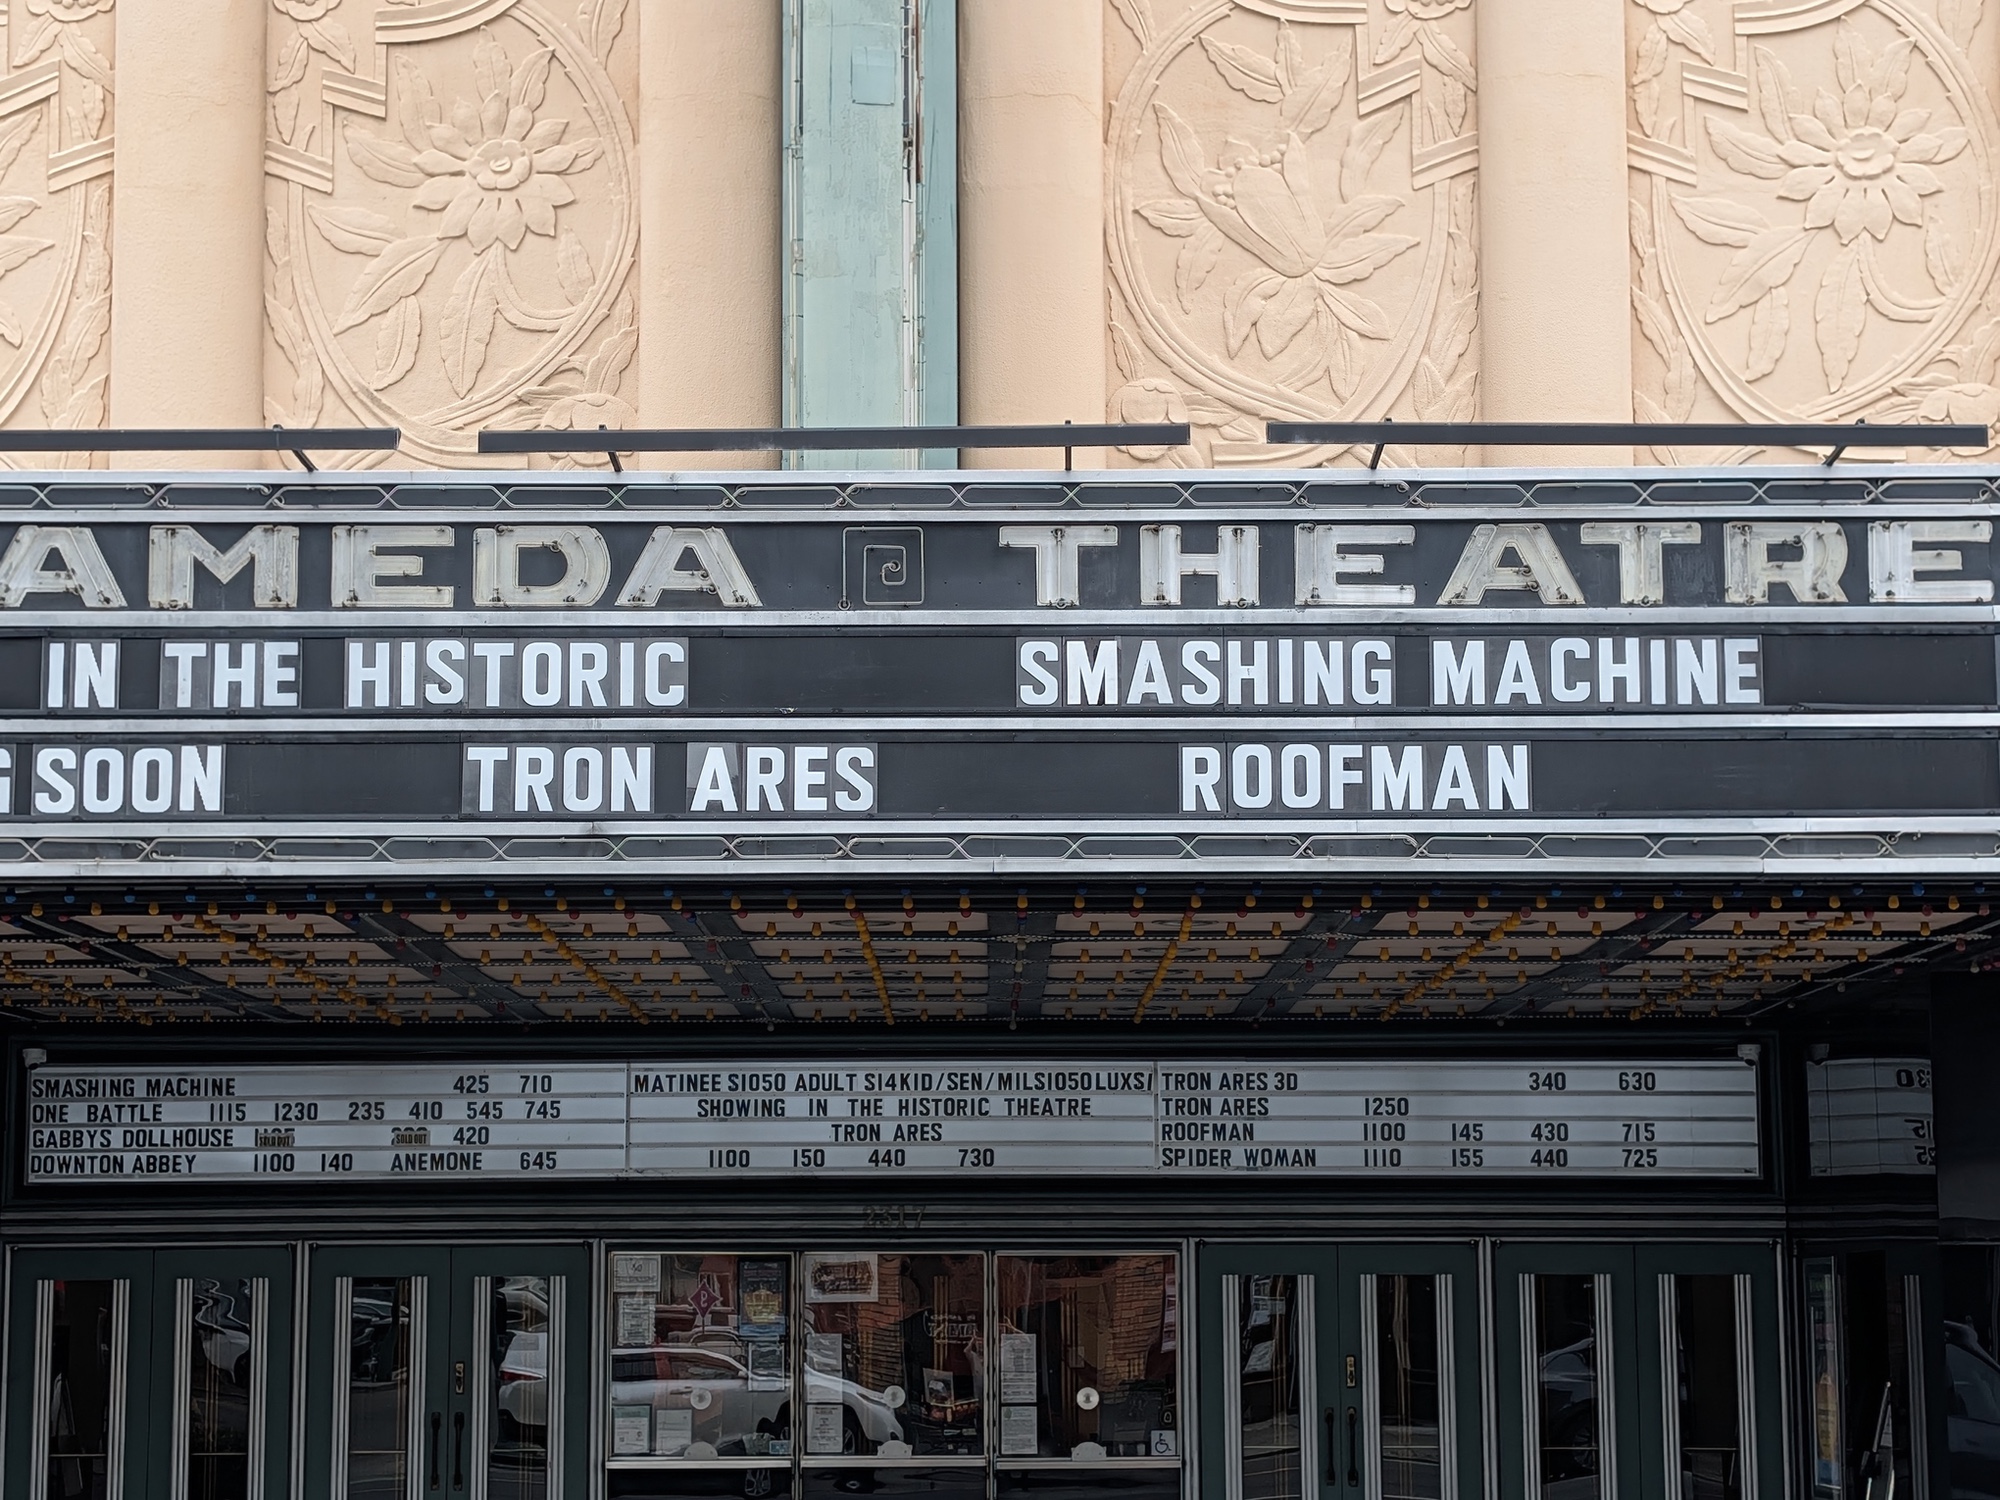 AMEDA THEATRE
IN THE HISTORIC SMASHING MACHINE
G SOON TRON ARES ROOFMAN
SMASHING MACHINE 425 710
ONE BATTLE 1115 1230 235 410 545 745
GABBYS DOLLHOUSE SOLD OUT SOLD OUT 420
DOWNTON ABBEY 1100 140 ANEMONE 645
MATINEE S1050 ADULT S14KID/SEN/MILS1050LUXS/
SHOWING IN THE HISTORIC THEATRE
TRON ARES
1100 150 440 730
TRON ARES 3D 340 630
TRON ARES 1250
ROOFMAN 1100 145 430 715
SPIDER WOMAN 1110 155 440 725
2317